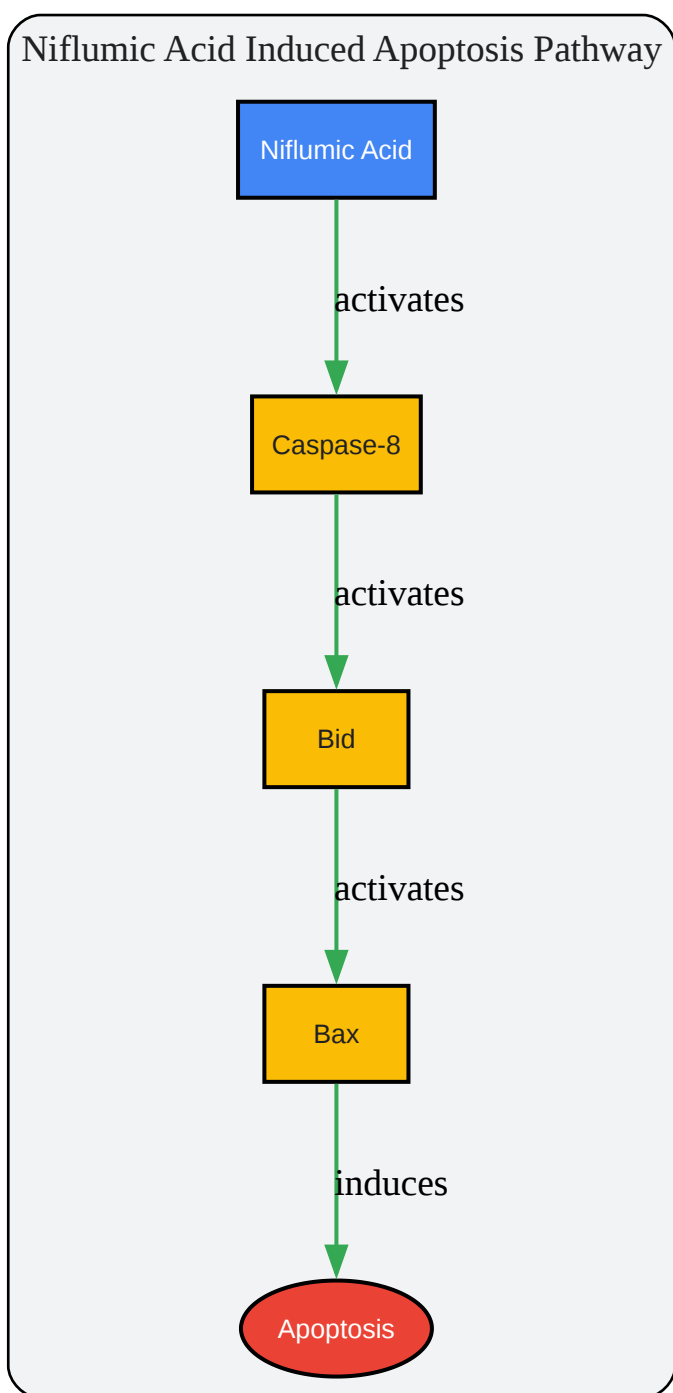 Niflumic Acid Induced Apoptosis Pathway
Niflumic Acid
activates
Caspase-8
activates
Bid
activates
Bax
induces
Apoptosis